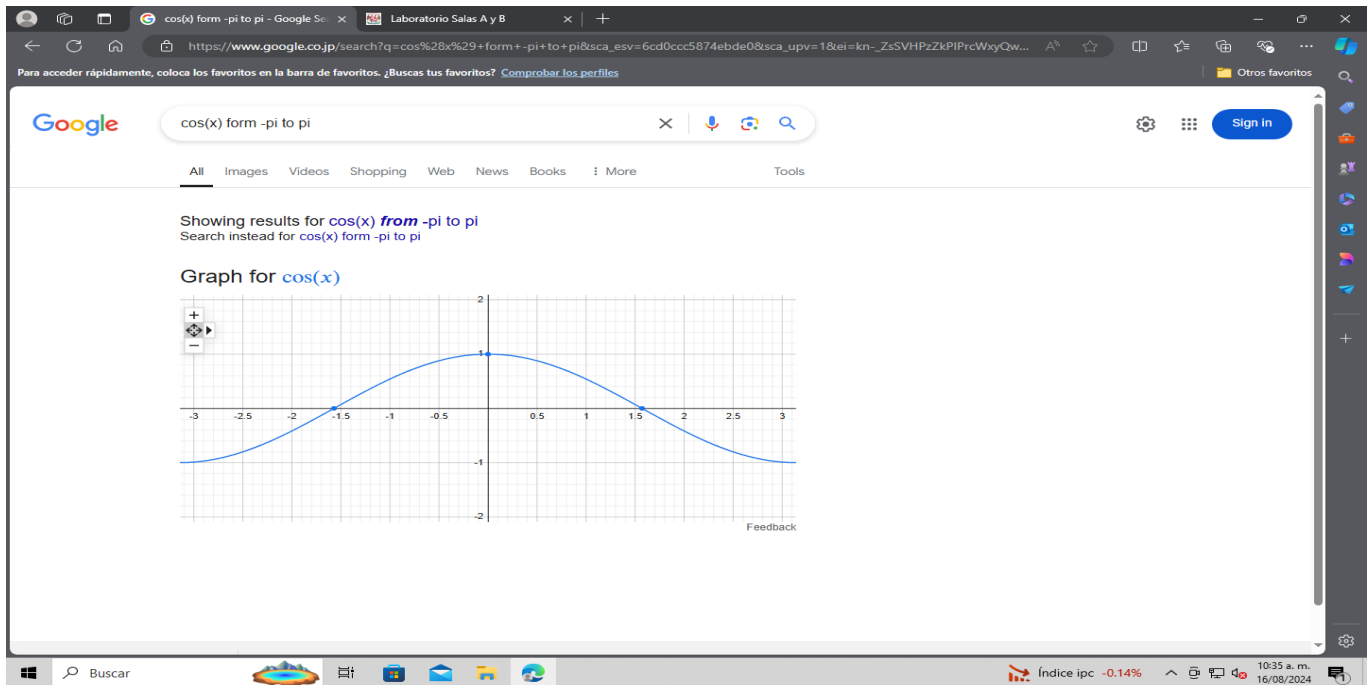 cos(x) form -pi to pi - Google Se
Laboratorio Salas A y B
https://www.google.co.jp/search?q=cos%28x%29+form+-pi+to+pi&sca_esv=6cd0ccc5874ebde0&sca_upv=1&ei=kn-_ZsSVHPzZkPIPrcWxyQw...
Para acceder rápidamente, coloca los favoritos en la barra de favoritos. ¿Buscas tus favoritos? Comprobar los perfiles
Otros favoritos
Google
cos(x) form -pi to pi
Sign in
All Images Videos Shopping Web News Books More Tools
Showing results for cos(x) from -pi to pi
Search instead for cos(x) form -pi to pi
Graph for cos(x)
2
1
-3 -2.5 -2 -1.5 -1 -0.5 0.5 1 1.5 2 2.5 3
-1
-2
Feedback
Buscar
Índice ipc -0.14%
10:35 a. m.
16/08/2024
1